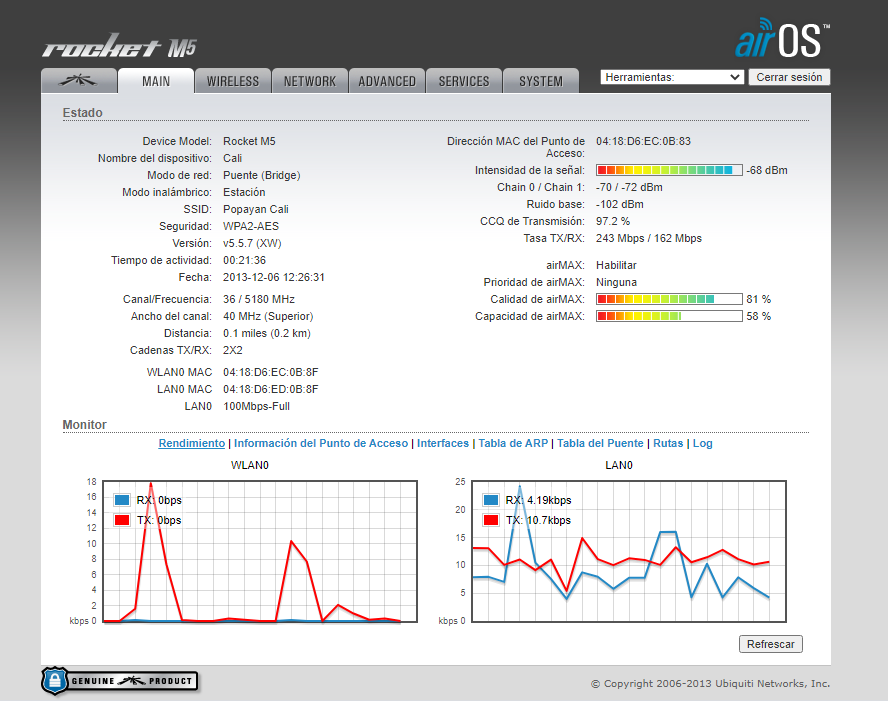 rocket M5
airOS™
MAIN WIRELESS NETWORK ADVANCED SERVICES SYSTEM Herramientas: Cerrar sesión
Estado
Device Model: Rocket M5
Nombre del dispositivo: Cali
Modo de red: Puente (Bridge)
Modo inalámbrico: Estación
SSID: Popayan Cali
Seguridad: WPA2-AES
Versión: v5.5.7 (XW)
Tiempo de actividad: 00:21:36
Fecha: 2013-12-06 12:26:31
Canal/Frecuencia: 36 / 5180 MHz
Ancho del canal: 40 MHz (Superior)
Distancia: 0.1 miles (0.2 km)
Cadenas TX/RX: 2X2
WLAN0 MAC 04:18:D6:EC:0B:8F
LAN0 MAC 04:18:D6:ED:0B:8F
LAN0 100Mbps-Full
Dirección MAC del Punto de 04:18:D6:EC:0B:83
Acceso:
Intensidad de la señal: -68 dBm
Chain 0 / Chain 1: -70 / -72 dBm
Ruido base: -102 dBm
CCQ de Transmisión: 97.2 %
Tasa TX/RX: 243 Mbps / 162 Mbps
airMAX: Habilitar
Prioridad de airMAX: Ninguna
Calidad de airMAX: 81 %
Capacidad de airMAX: 58 %
Monitor
Rendimiento | Información del Punto de Acceso | Interfaces | Tabla de ARP | Tabla del Puente | Rutas | Log
WLAN0
18
16
14
12
10
8
6
4
2
kbps 0
RX: 0bps
TX: 0bps
LAN0
25
20
15
10
5
kbps 0
RX: 4.19kbps
TX: 10.7kbps
Refrescar
GENUINE PRODUCT
© Copyright 2006-2013 Ubiquiti Networks, Inc.